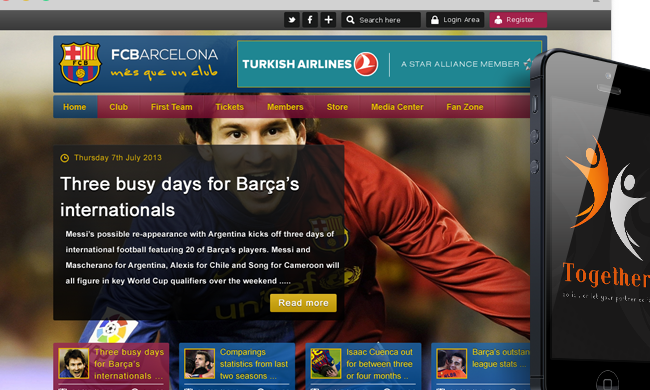 Search here
Login Area
Register
FCBARCELONA
més que un club
TURKISH AIRLINES
A STAR ALLIANCE MEMBER
Home
Club
First Team
Tickets
Members
Store
Media Center
Fan Zone
Thursday 7th July 2013
Three busy days for Barça's
internationals
Messi's possible re-appearance with Argentina kicks off three days of
international football featuring 20 of Barça's players. Messi and
Mascherano for Argentina, Alexis for Chile and Song for Cameroon will
all figure in key World Cup qualifiers over the weekend .....
Read more
unicef
Together
Three busy days
for Barça's
internationals ...
Comparings
statistics from last
two seasons ...
Isaac Cuenca out
for between three
or four months ..
Barça's outstan
league stats ..